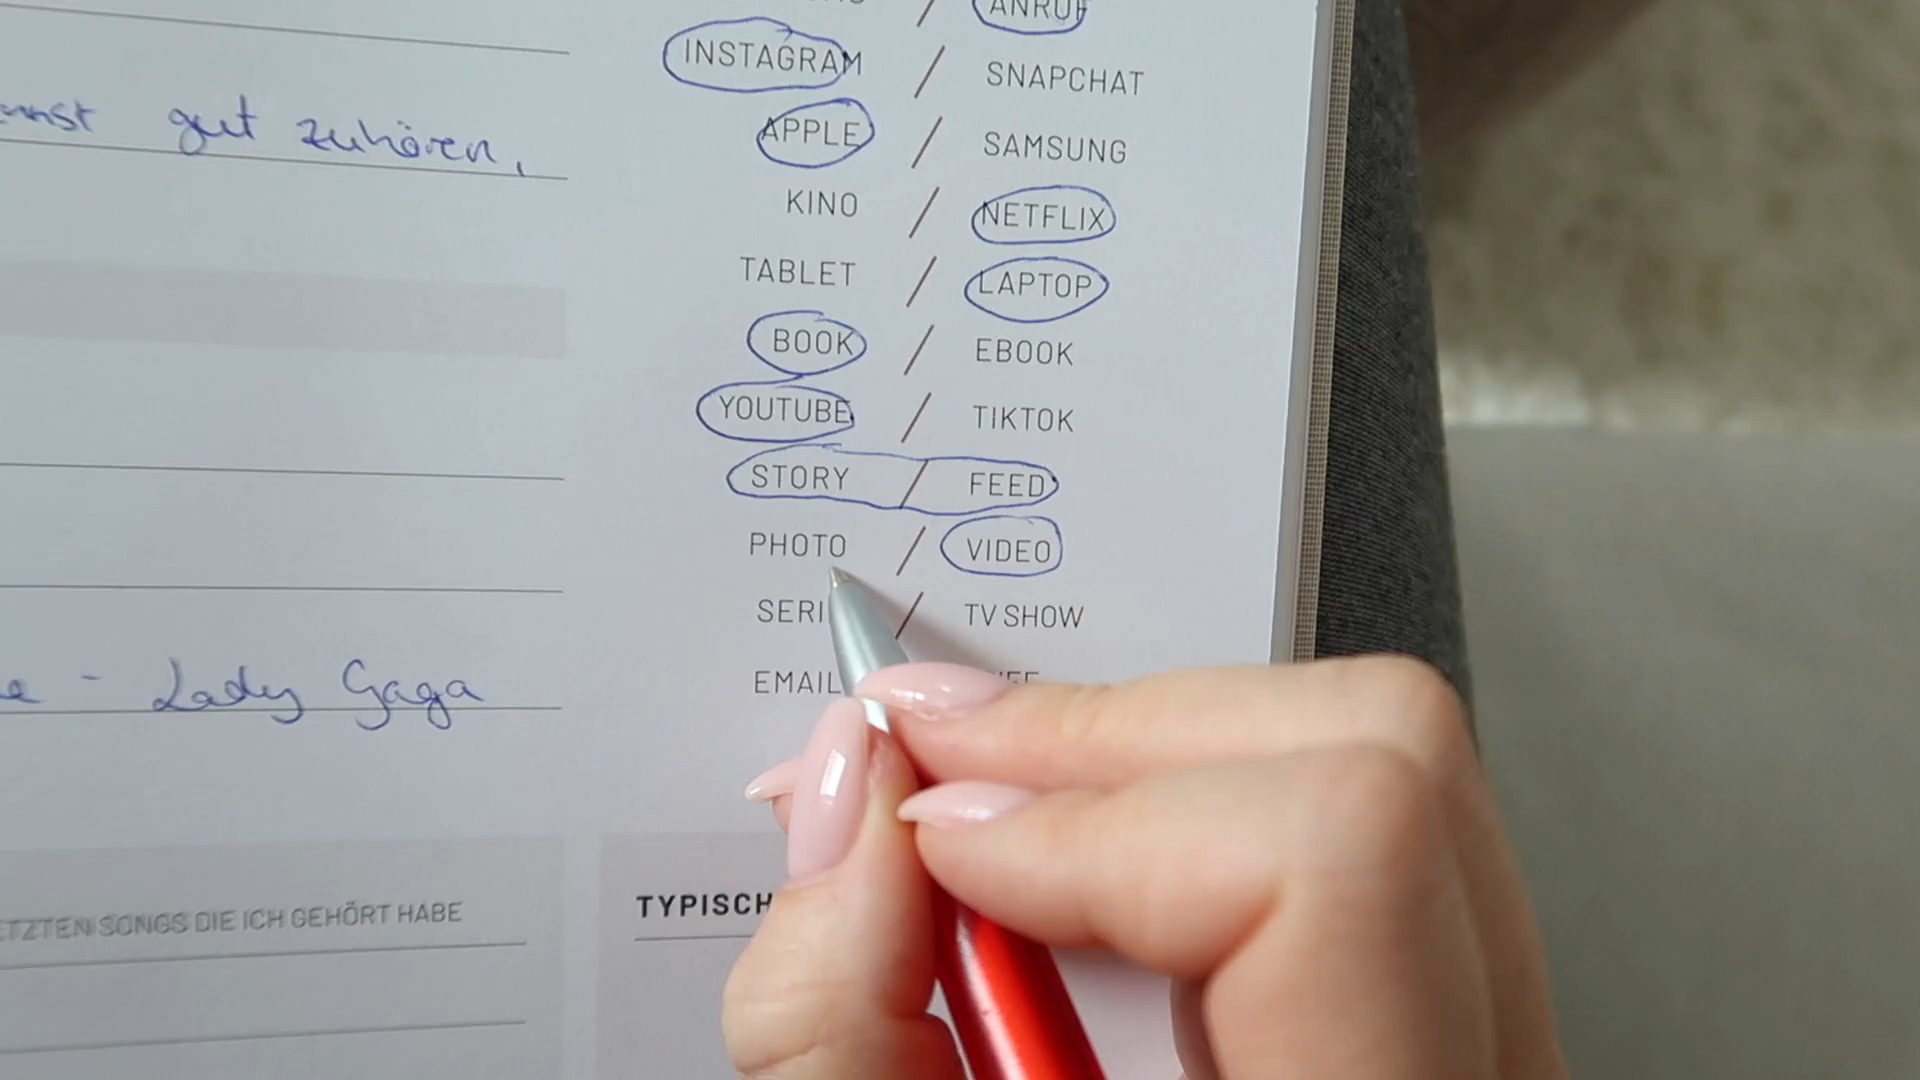 / ANRUF
INSTAGRAM / SNAPCHAT
gut zuhören,
APPLE / SAMSUNG
KINO / NETFLIX
TABLET / LAPTOP
BOOK / EBOOK
YOUTUBE / TIKTOK
STORY / FEED
PHOTO / VIDEO
SERI / TV SHOW
EMAIL
- Lady Gaga
TYPISCH
ETZTEN SONGS DIE ICH GEHÖRT HABE